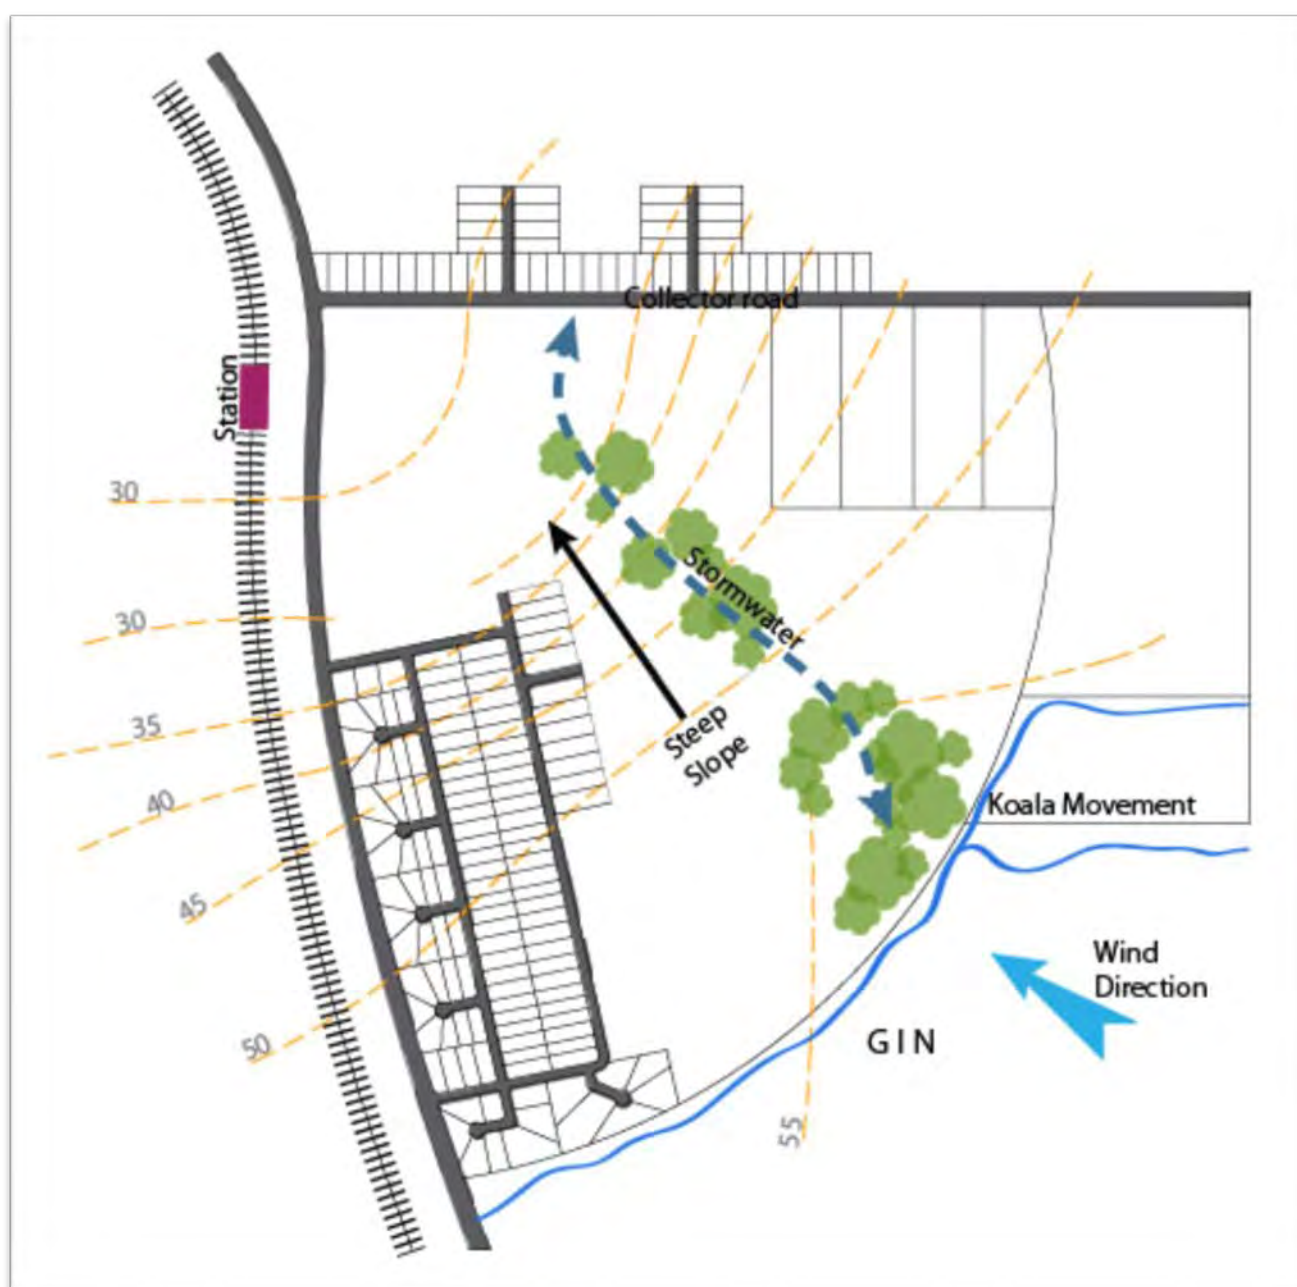 Collector road
Station
30
Stormwater
30
35
Steep
Slope
40
Koala Movement
45
Wind
Direction
50
GIN
55